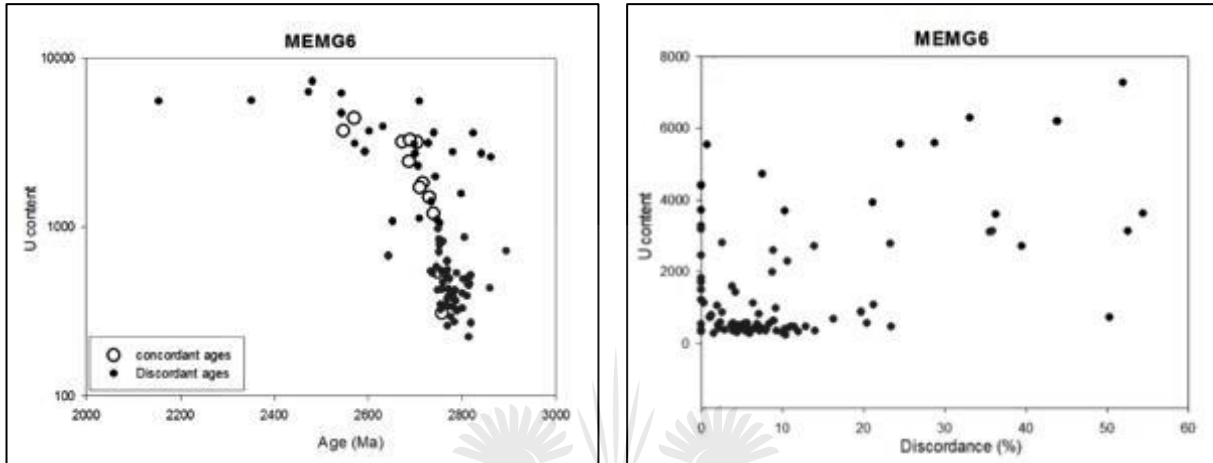 MEMG6
10000
1000
100
U content
concordant ages
Discordant ages
2000 2200 2400 2600 2800 3000
Age (Ma)
MEMG6
8000
6000
4000
2000
0
U content
0 10 20 30 40 50 60
Discordance (%)